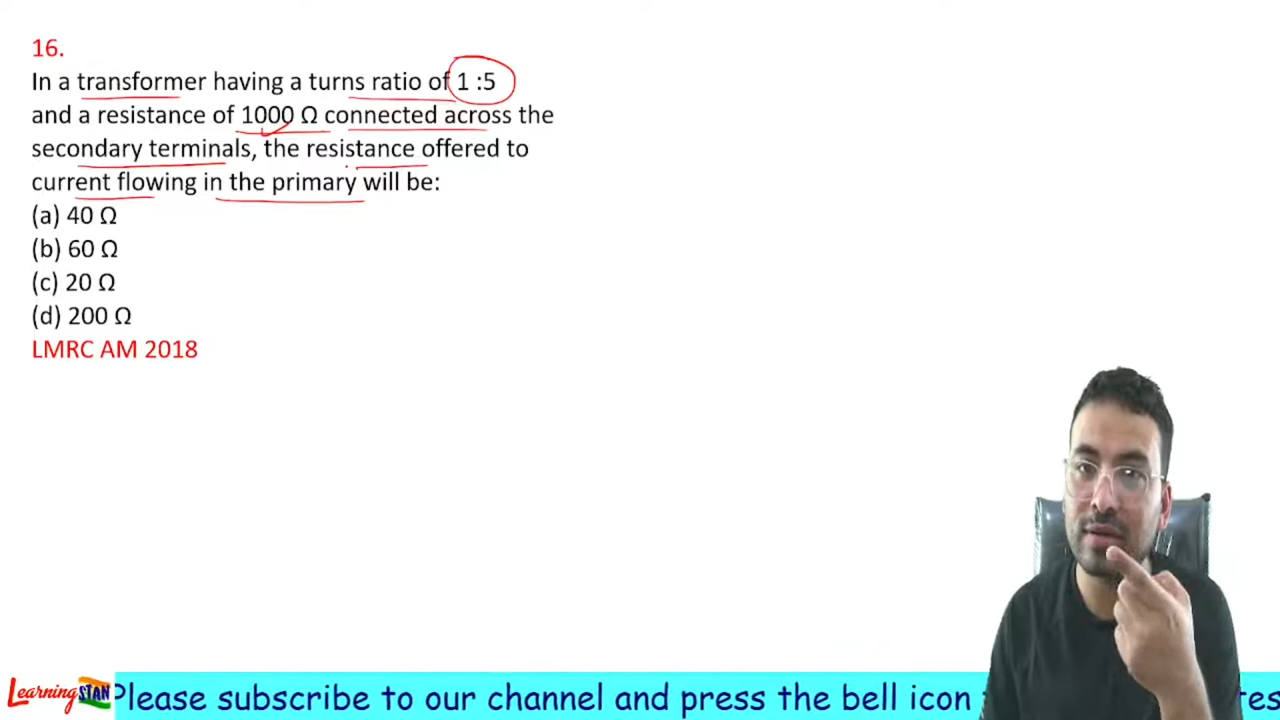 16.
In a transformer having a turns ratio of 1 :5
and a resistance of 1000 Ω connected across the
secondary terminals, the resistance offered to
current flowing in the primary will be:
(a) 40 Ω
(b) 60 Ω
(c) 20 Ω
(d) 200 Ω
LMRC AM 2018
Learning STAN
Please subscribe to our channel and press the bell icon